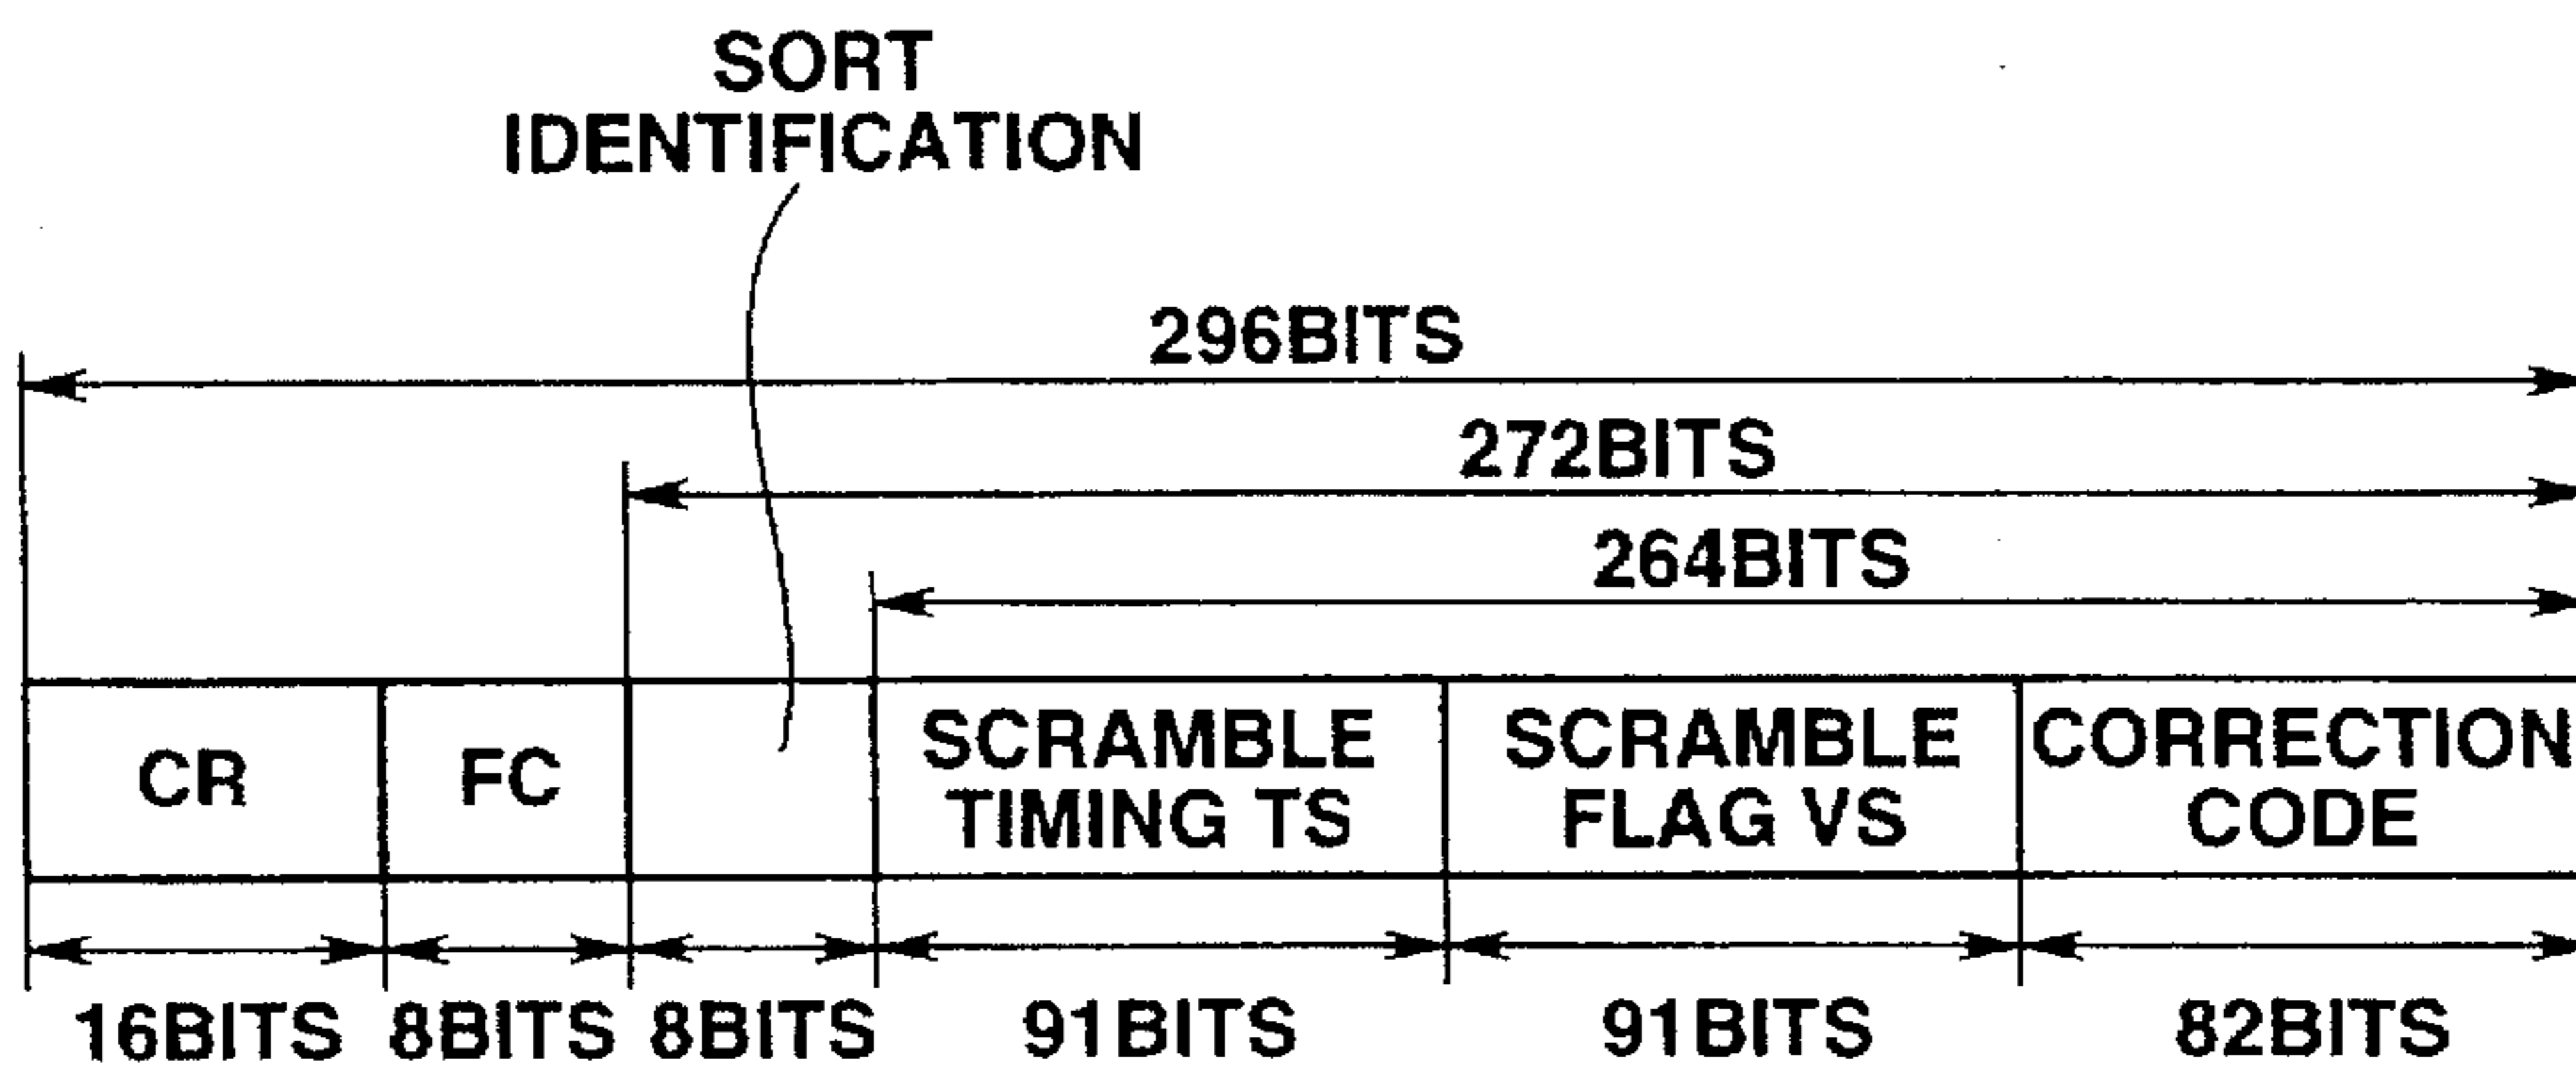 SORT
IDENTIFICATION
296BITS
272BITS
264BITS
CR
FC
SCRAMBLE
TIMING TS
SCRAMBLE
FLAG VS
CORRECTION
CODE
16BITS
8BITS
8BITS
91BITS
91BITS
82BITS